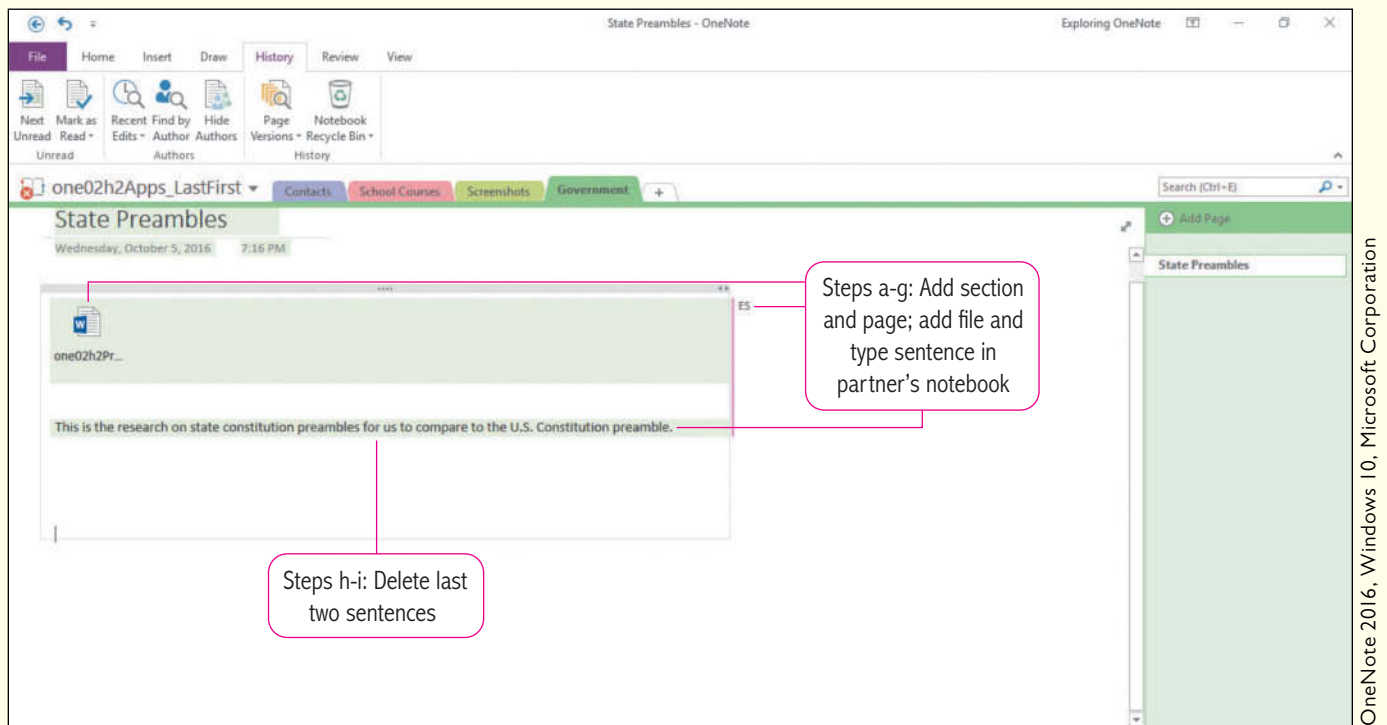 State Preambles - OneNote
Exploring OneNote
File Home Insert Draw History Review View
Next Unread
Mark as Read
Recent Edits
Find by Author
Hide Authors
Page Versions
Notebook Recycle Bin
Unread
Authors
History
one02h2Apps_LastFirst
Contacts
School Courses
Screenshots
Government
+
Search (Ctrl+E)
State Preambles
Wednesday, October 5, 2016 7:16 PM
Add Page
State Preambles
W
one02h2Pr...
ES
Steps a-g: Add section
and page; add file and
type sentence in
partner's notebook
This is the research on state constitution preambles for us to compare to the U.S. Constitution preamble.
Steps h-i: Delete last
two sentences
OneNote 2016, Windows 10, Microsoft Corporation